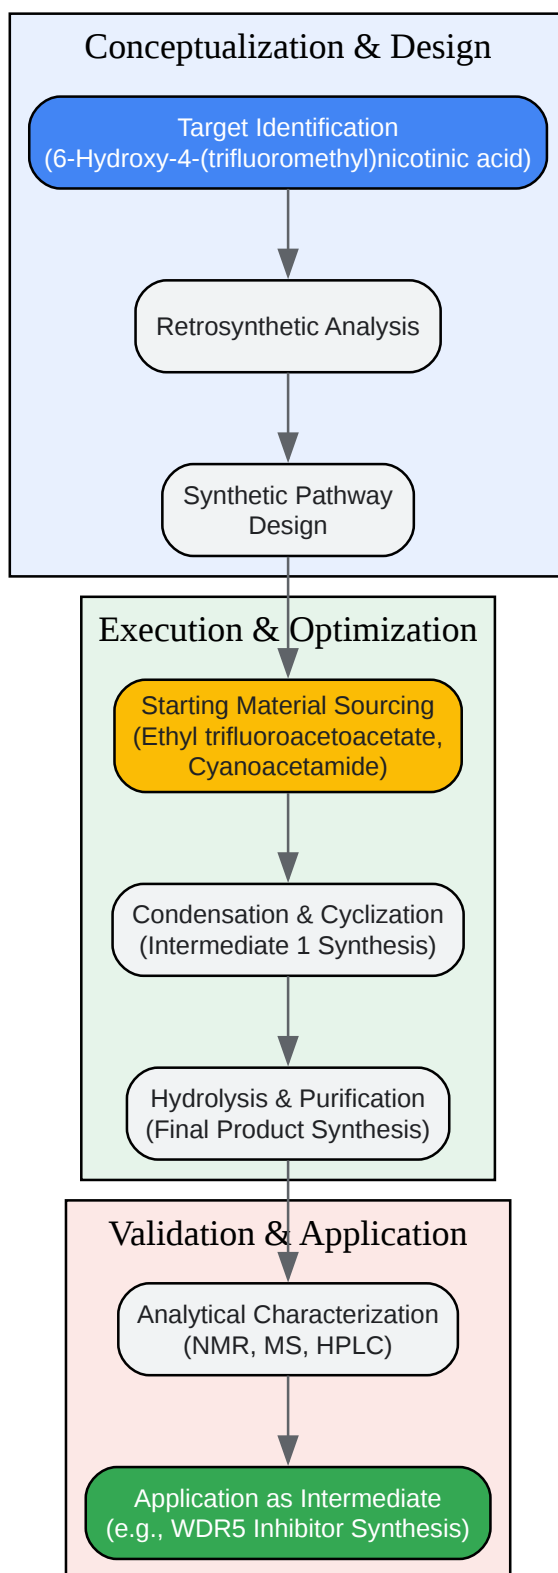 Conceptualization & Design
Target Identification
(6-Hydroxy-4-(trifluoromethyl)nicotinic acid)
Retrosynthetic Analysis
Synthetic Pathway
Design
Execution & Optimization
Starting Material Sourcing
(Ethyl trifluoroacetoacetate,
Cyanoacetamide)
Condensation & Cyclization
(Intermediate 1 Synthesis)
Hydrolysis & Purification
(Final Product Synthesis)
Validation & Application
Analytical Characterization
(NMR, MS, HPLC)
Application as Intermediate
(e.g., WDR5 Inhibitor Synthesis)